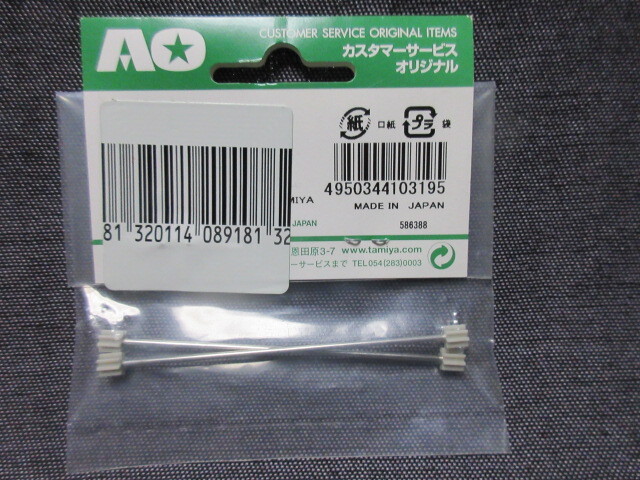 CUSTOMER SERVICE ORIGINAL ITEMS
AO★
カスタマーサービス
オリジナル
紙 口紙 プラ 袋
4950344103195
MIYA MADE IN JAPAN
JAPAN 586388
81 320114 089181 32
恩田原3-7 www.tamiya.com
ーサービスまで TEL054(283)0003